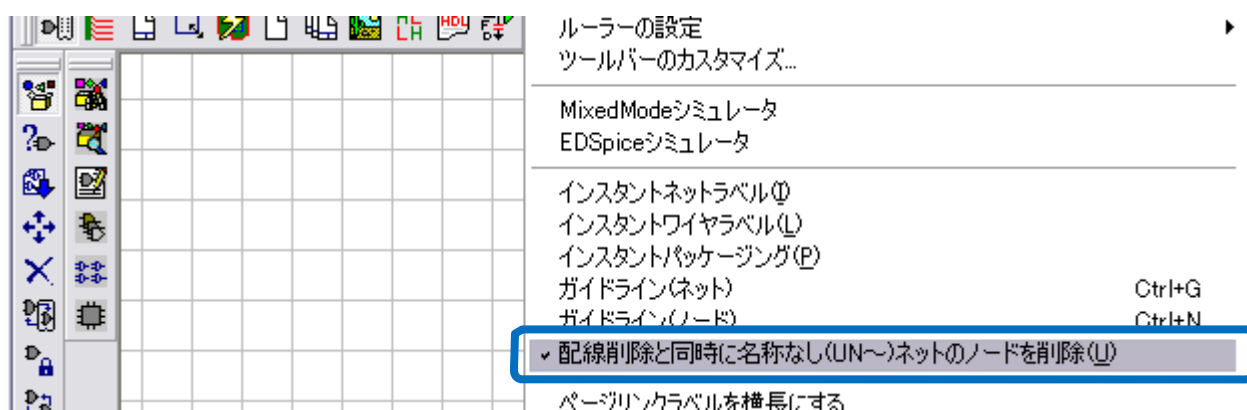 ルーラーの設定
ツールバーのカスタマイズ...
MixedModeシミュレータ
EDSpiceシミュレータ
インスタントネットラベル(I)
インスタントワイヤラベル(L)
インスタントパッケージング(P)
ガイドライン(ネット) Ctrl+G
ガイドライン(ノード) Ctrl+N
配線削除と同時に名称なし(UN～)ネットのノードを削除(U)
ページリンクラベルを横長にする